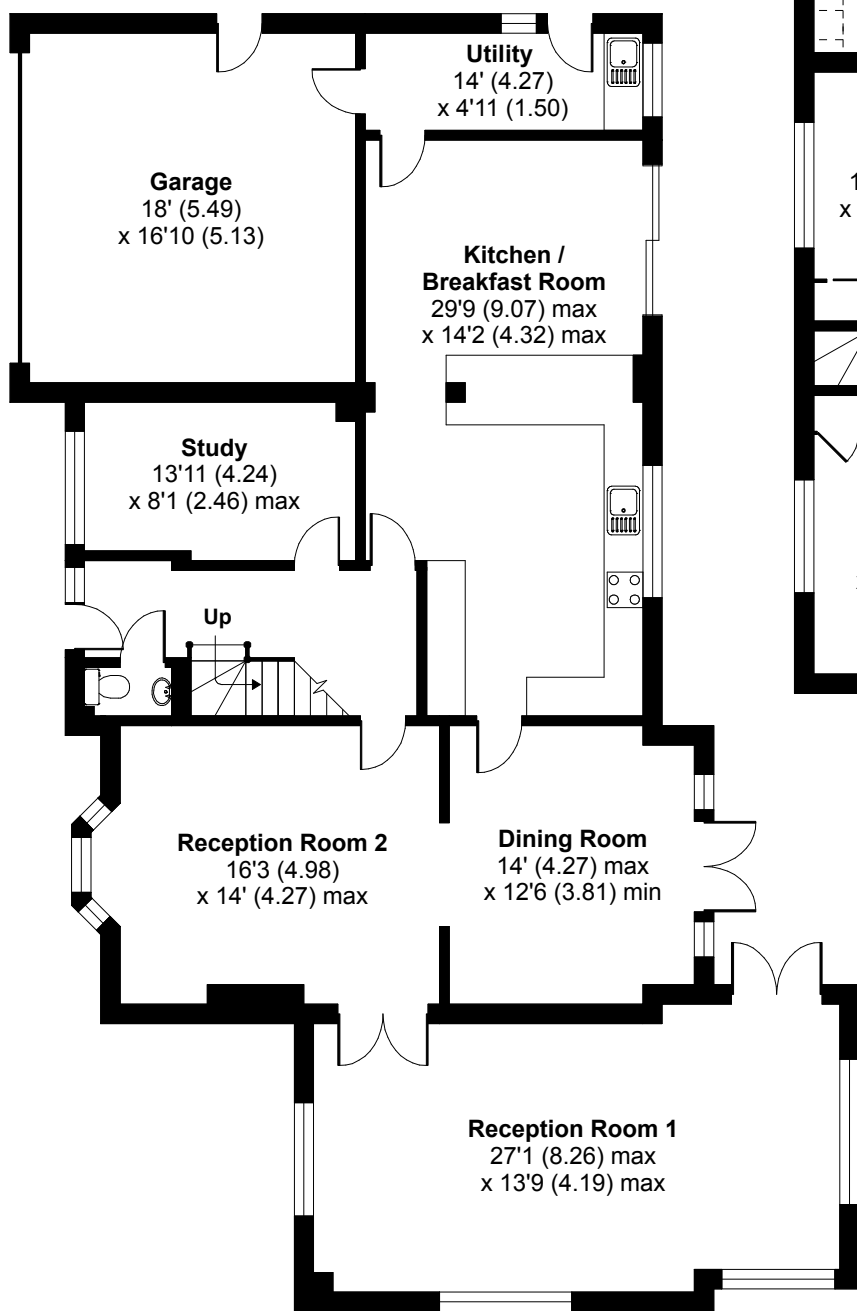 Utility
14' (4.27)
x 4'11 (1.50)
Garage
18' (5.49)
x 16'10 (5.13)
Kitchen /
Breakfast Room
29'9 (9.07) max
x 14'2 (4.32) max
1
x
Study
13'11 (4.24)
x 8'1 (2.46) max
Up
Reception Room 2
16'3 (4.98)
x 14' (4.27) max
Dining Room
14' (4.27) max
x 12'6 (3.81) min
Reception Room 1
27'1 (8.26) max
x 13'9 (4.19) max